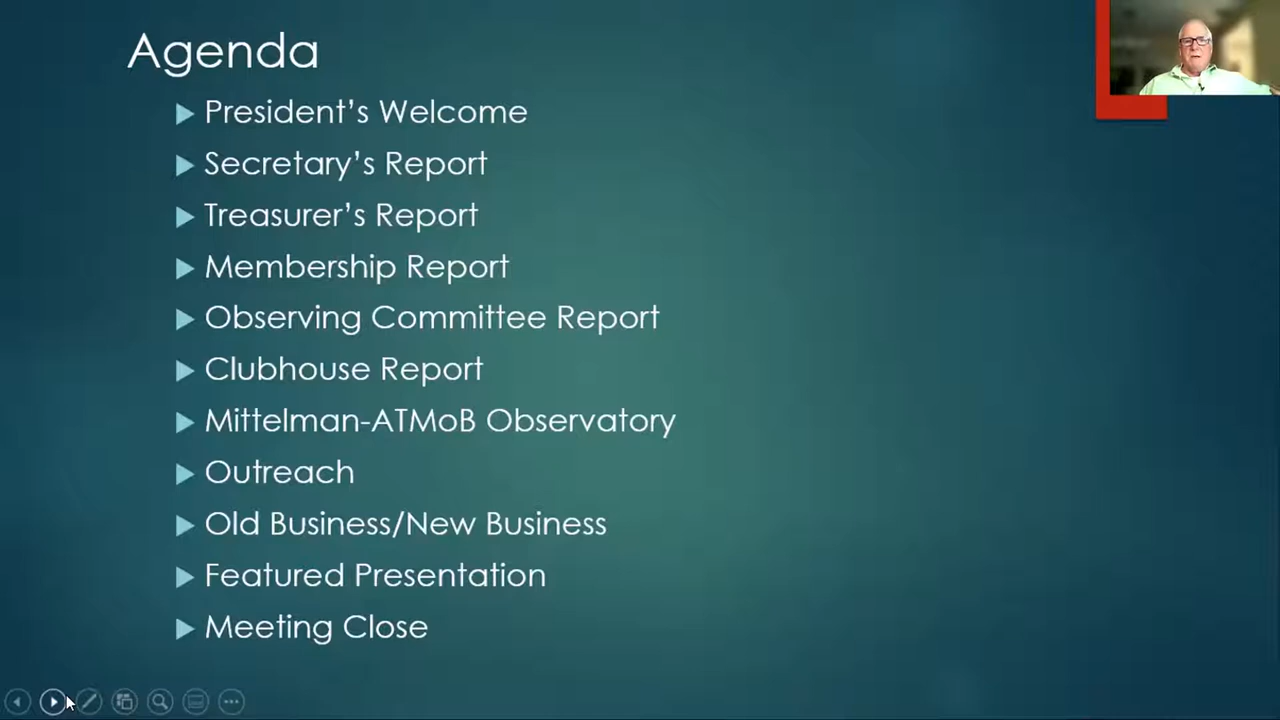 Agenda
President’s Welcome
Secretary’s Report
Treasurer’s Report
Membership Report
Observing Committee Report
Clubhouse Report
Mittelman-ATMoB Observatory
Outreach
Old Business/New Business
Featured Presentation
Meeting Close